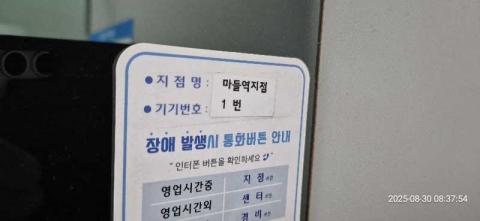 ● 지 점 명 : 마들역지점
● 기기번호 : 1 번
장애 발생시 통화버튼 안내
"인터폰 버튼을 확인하세요"
영업시간중 지 점
영업시간외 센 터
경 비
2025-08-30 08:37:54